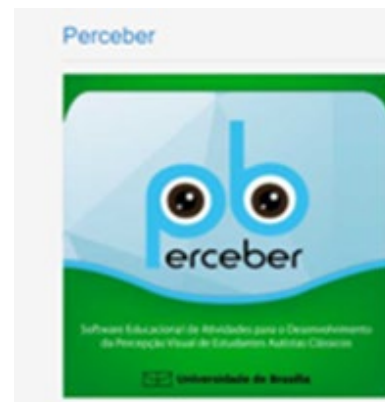 Perceber
pb
erceber
Software Educacional de Atividades para o Desenvolvimento
da Percepção Visual de Estudantes Autistas Clássicos
Universidade de Brasília